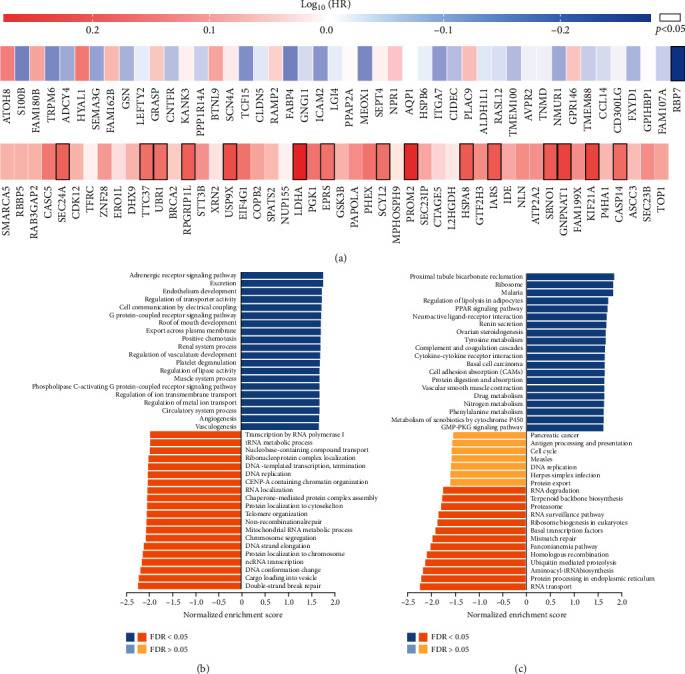 Log10 (HR)
0.2 0.1 0.0 -0.1 -0.2
p<0.05
ATOH8 S100B FAM180B TRPM6 ADCY4 HYAL1 SEMA3G FAM162B GSN LEFTY2 GRASP CNTFR KANK3 PPP1R14A BTNL9 SCN4A TCF15 CLDN5 RAMP2 FABP4 GNG11 ICAM2 LGI4 PPAP2A MEOX1 SEPT4 NPR1 AQP1 HSPB6 ITGA7 CIDEC PLAC9 ALDH1L1 RASL12 TMEM100 AVPR2 TNMD NMUR1 GPR146 TMEM88 CCL14 CD300LG FXYD1 GPIHBP1 FAM107A RBP7
SMARCA5 RBBP5 RAB3GAP2 CASC5 SEC24A CDK12 TFRC ZNF28 ERO1L DHX9 TTC37 UBR1 BRCA2 RPGRIP1L STT3B XRN2 USP9X EIF4G1 COPB2 SPATS2 NUP155 LDHA PGK1 EPRS GSK3B PAPOLA PHEX SCYL2 MPHOSPH9 PROM2 SEC23IP CTAGE5 L2HGDH HSPA8 GTF2H3 IARS IDE NLN ATP2A2 SBNO1 GNPNAT1 FAM199X KIF21A P4HA1 CASP14 ASCC3 SEC23B TOP1
(a)
Adrenergic receptor signaling pathway
Excretion
Endothelium development
Regulation of transporter activity
Cell communication by electrical coupling
G protein-coupled receptor signaling pathway
Roof of mouth development
Export across plasma membrane
Positive chemotaxis
Renal system process
Regulation of vasculature development
Platelet degranulation
Regulation of lipase activity
Muscle system process
Phospholipase C-activating G protein-coupled receptor signaling pathway
Regulation of ion transmembrane transport
Regulation of metal ion transport
Circulatory system process
Angiogenesis
Vasculogenesis
Transcription by RNA polymerase I
tRNA metabolic process
Nucleobase-containing compound transport
Ribonucleoprotein complex localization
DNA -templated transcription, termination
DNA replication
CENP-A containing chromatin organization
RNA localization
Chaperone-mediated protein complex assembly
Protein localization to cytoskelton
Telomere organization
Non-recombinationalrepair
Mitochondrial RNA metabolic process
Chromosome segregation
DNA strand elongation
Protein localization to chromosome
ncRNA transcription
DNA conformation change
Cargo loading into vesicle
Double-strand break repair
−2.5 −2.0 −1.5 −1.0 −0.5 0 0.5 1.0 1.5 2.0
Normalized enrichment score
FDR < 0.05
FDR > 0.05
(b)
Proximal tubule bicarbonate reclamation
Ribosome
Malaria
Regulation of lipolysis in adipocytes
PPAR signaling pathway
Neuroactive ligand-receptor interaction
Renin secretion
Ovarian steroidogenesis
Tyrosine metabolism
Complement and coagulation cascades
Cytokine-cytokine receptor interaction
Basal cell carcinoma
Cell adhesion absorption (CAMs)
Protein digestion and absorption
Vascular smooth muscle contraction
Drug metabolism
Nitrogen metabolism
Phenylalanine metabolism
Metabolism of xenobiotics by cytochrome P450
GMP-PKG signaling pathway
Pancreatic cancer
Antigen processing and presentation
Cell cycle
Measles
DNA replication
Herpes simplex infection
Protein export
RNA degradation
Terpenoid backbone biosynthesis
Proteasome
RNA surveillance pathway
Ribosome biogenesis in eukaryotes
Basal transcription factors
Mismatch repair
Fanconianemia pathway
Homologous recombination
Ubiquitin mediated proteolysis
Aminoacyl-tRNAbiosynthesis
Protein processing in endoplasmic reticulum
RNA transport
−2.5 −2.0 −1.5 −1.0 −0.5 0 0.5 1.0 1.5 2.0
Normalized enrichment score
FDR < 0.05
FDR > 0.05
(c)